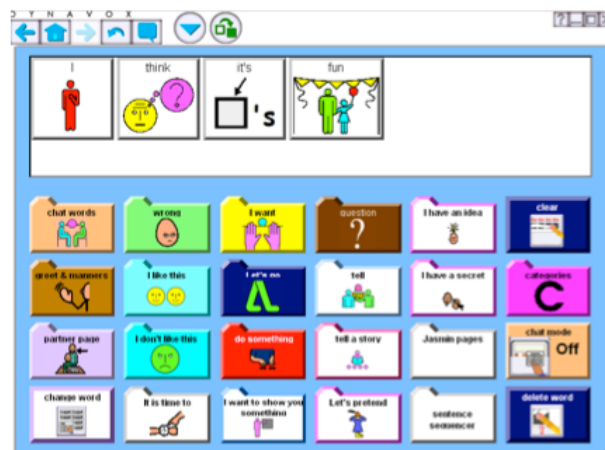 DYNAVOX
I think it's fun
's
chat words wrong I want question I have an idea clear
?
greet & manners I like this Let's go tell I have a secret categories
C
partner page I don't like this do something tell a story Jasmin pages chat mode
Off
change word It is time to I want to show you something Let's pretend sentence sequencer delete word